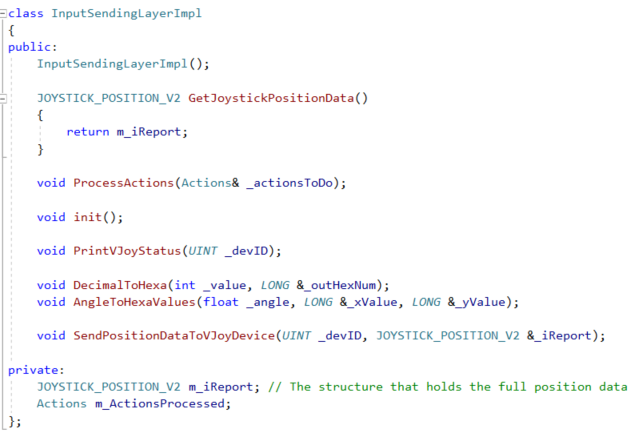 class InputSendingLayerImpl
{
public:
InputSendingLayerImpl();
JOYSTICK_POSITION_V2 GetJoystickPositionData()
{
return m_iReport;
}
void ProcessActions(Actions& _actionsToDo);
void init();
void PrintVJoyStatus(UINT _devID);
void DecimalToHexa(int _value, LONG &_outHexNum);
void AngleToHexaValues(float _angle, LONG &_xValue, LONG &_yValue);
void SendPositionDataToVJoyDevice(UINT _devID, JOYSTICK_POSITION_V2 &_iReport);
private:
JOYSTICK_POSITION_V2 m_iReport; // The structure that holds the full position data
Actions m_ActionsProcessed;
};